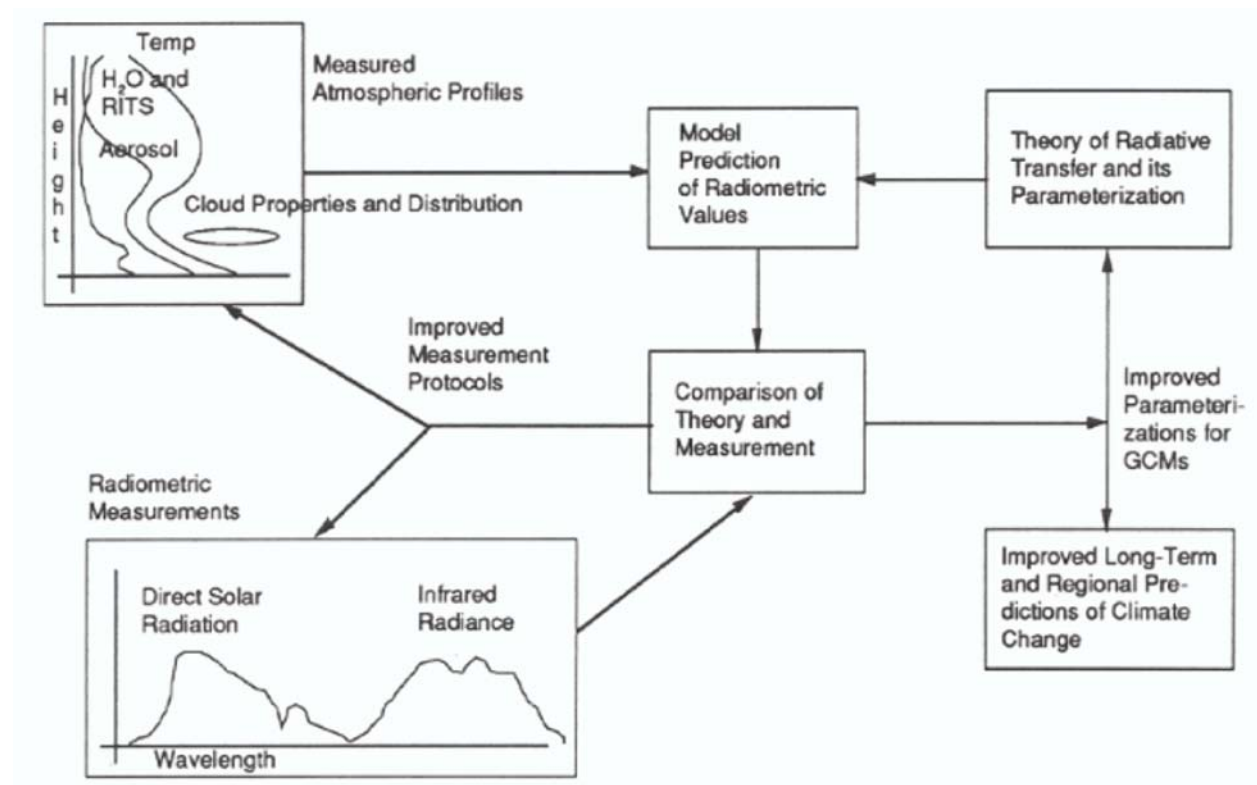 Temp
H₂O and
RITS
Aerosol
Height
Cloud Properties and Distribution
Measured
Atmospheric Profiles
Model
Prediction
of Radiometric
Values
Theory of Radiative
Transfer and its
Parameterization
Improved
Measurement
Protocols
Comparison of
Theory and
Measurement
Improved
Parameteri-
zations for
GCMs
Radiometric
Measurements
Direct Solar
Radiation
Infrared
Radiance
Wavelength
Improved Long-Term
and Regional Pre-
dictions of Climate
Change